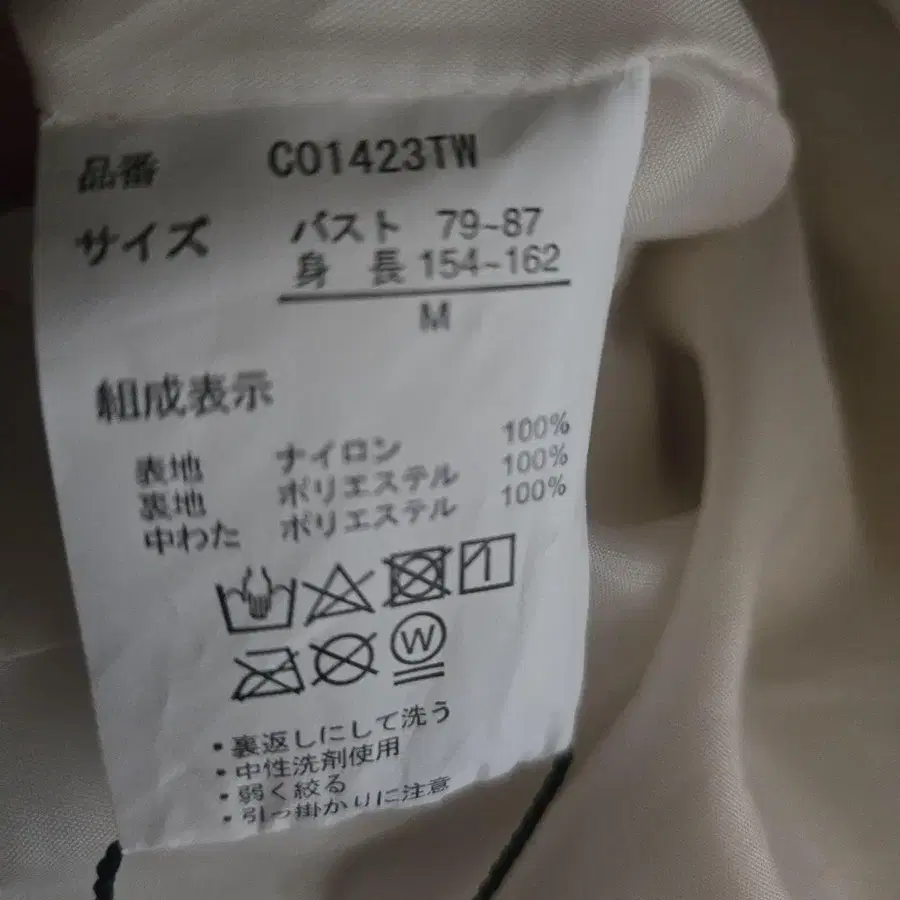 品番 CO1423TW
サイズ バスト 79~87
身 長 154~162
M
組成表示
表地 ナイロン 100%
裏地 ポリエステル 100%
中わた ポリエステル 100%
W
・裏返しにして洗う
・中性洗剤使用
・弱く絞る
・引っ掛かりに注意